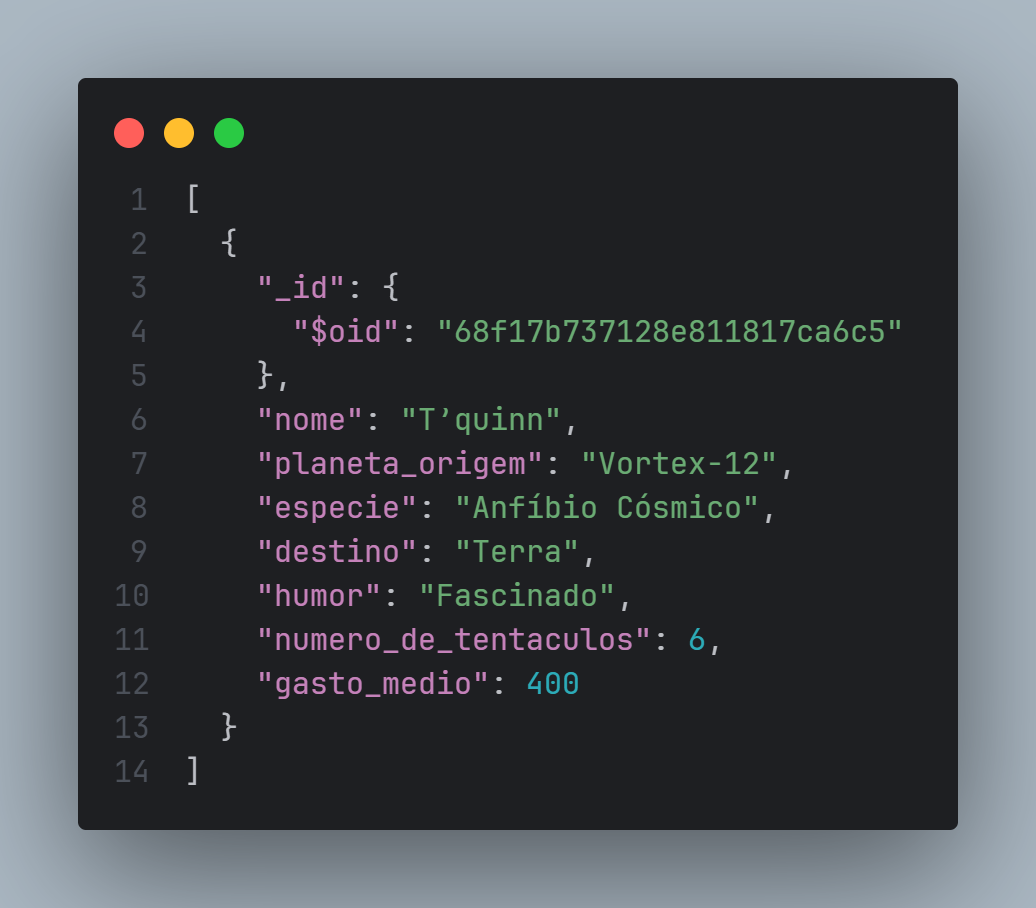 1 [
2   {
3     "_id": {
4       "$oid": "68f17b737128e811817ca6c5"
5     },
6     "nome": "T’quinn",
7     "planeta_origem": "Vortex-12",
8     "especie": "Anfíbio Cósmico",
9     "destino": "Terra",
10     "humor": "Fascinado",
11     "numero_de_tentaculos": 6,
12     "gasto_medio": 400
13   }
14 ]